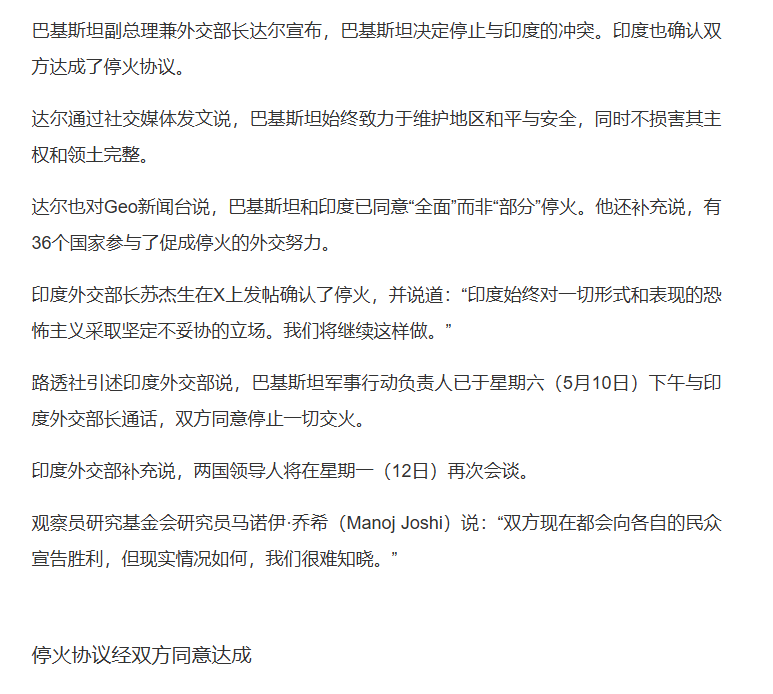 巴基斯坦副总理兼外交部长达尔宣布，巴基斯坦决定停止与印度的冲突。印度也确认双
方达成了停火协议。
达尔通过社交媒体发文说，巴基斯坦始终致力于维护地区和平与安全，同时不损害其主
权和领土完整。
达尔也对Geo新闻台说，巴基斯坦和印度已同意“全面”而非“部分”停火。他还补充说，有
36个国家参与了促成停火的外交努力。
印度外交部长苏杰生在X上发帖确认了停火，并说道：“印度始终对一切形式和表现的恐
怖主义采取坚定不妥协的立场。我们将继续这样做。”
路透社引述印度外交部说，巴基斯坦军事行动负责人已于星期六（5月10日）下午与印
度外交部长通话，双方同意停止一切交火。
印度外交部补充说，两国领导人将在星期一（12日）再次会谈。
观察员研究基金会研究员马诺伊·乔希（Manoj Joshi）说：“双方现在都会向各自的民众
宣告胜利，但现实情况如何，我们很难知晓。”
停火协议经双方同意达成